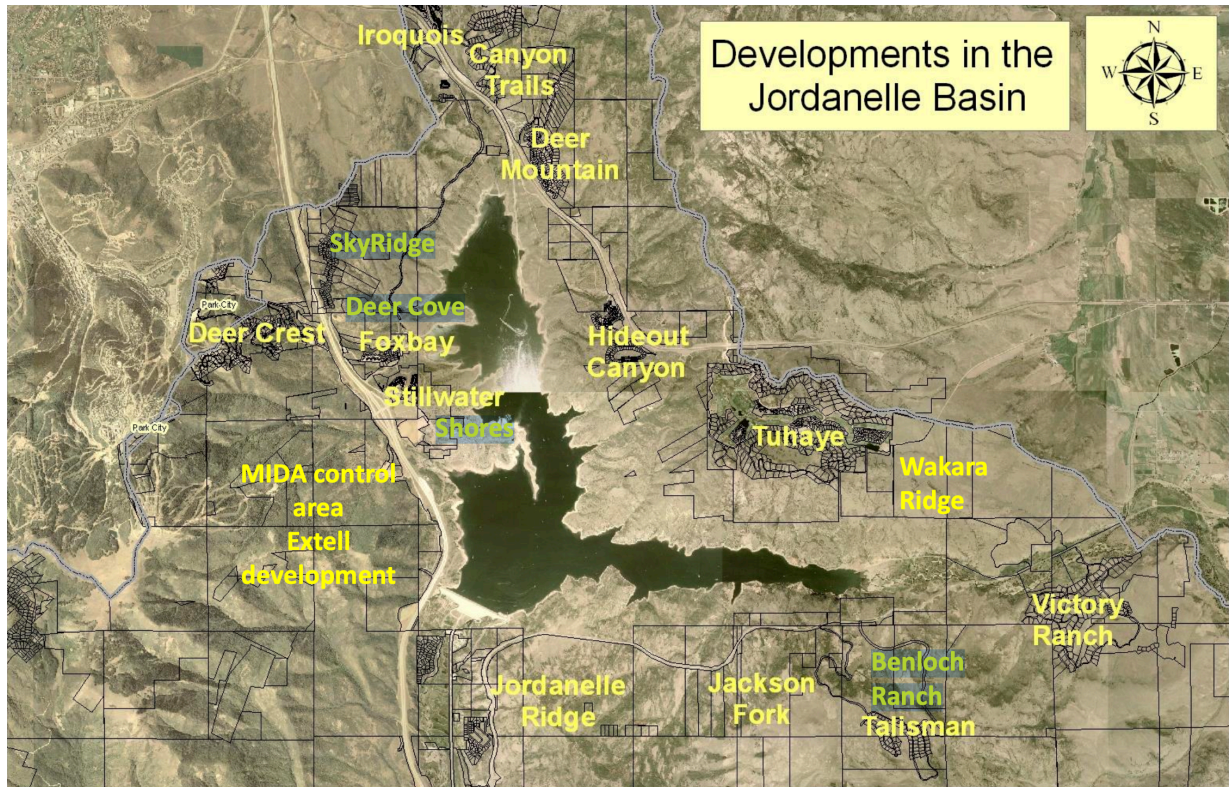 Developments in the
Jordanelle Basin
N
W
E
S
Iroquois
Canyon
Trails
Deer
Mountain
SkyRidge
Park City
Deer Cove
Deer Crest
Foxbay
Hideout
Canyon
Stillwater
Shores
Park City
Tuhaye
MIDA control
area
Extell
development
Wakara
Ridge
Victory
Ranch
Benloch
Ranch
Jordanelle
Ridge
Jackson
Fork
Talisman